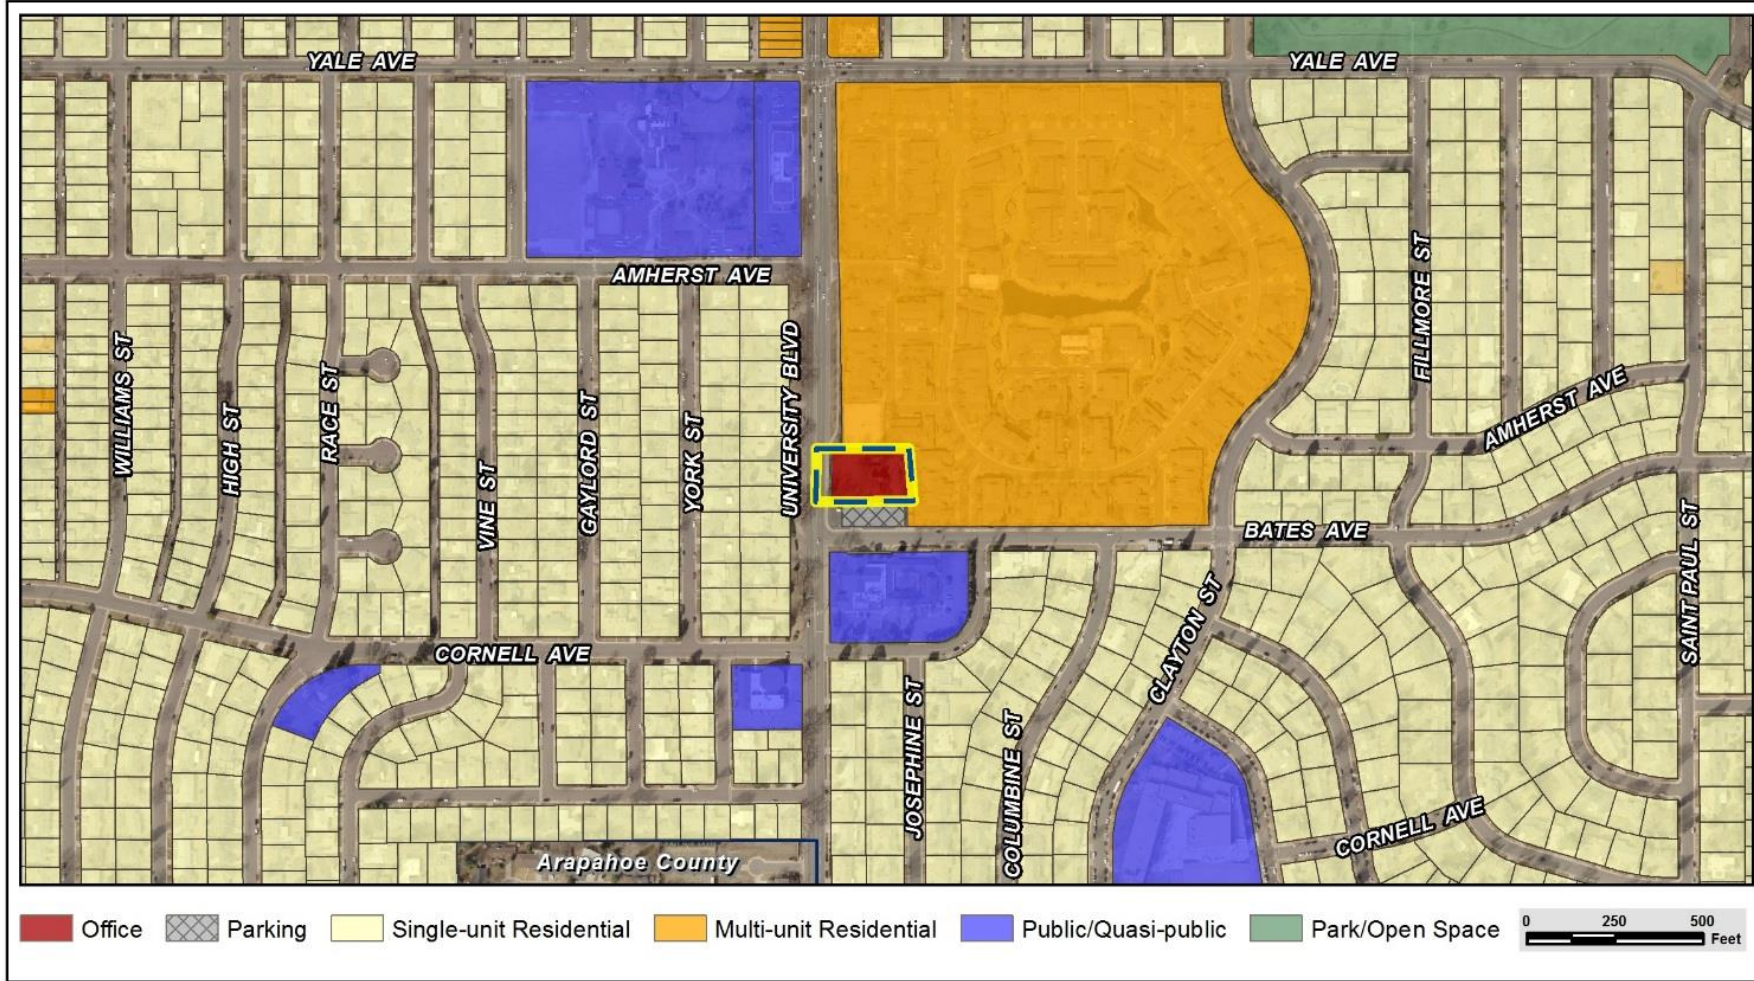 YALE AVE
YALE AVE
AMHERST AVE
WILLIAMS ST
HIGH ST
RACE ST
VINE ST
GAYLORD ST
YORK ST
UNIVERSITY BLVD
FILLMORE ST
AMHERST AVE
BATES AVE
SAINT PAUL ST
CLAYTON ST
CORNELL AVE
JOSEPHINE ST
COLUMBINE ST
CORNELL AVE
Arapahoe County
Office
Parking
Single-unit Residential
Multi-unit Residential
Public/Quasi-public
Park/Open Space
0 250 500
Feet